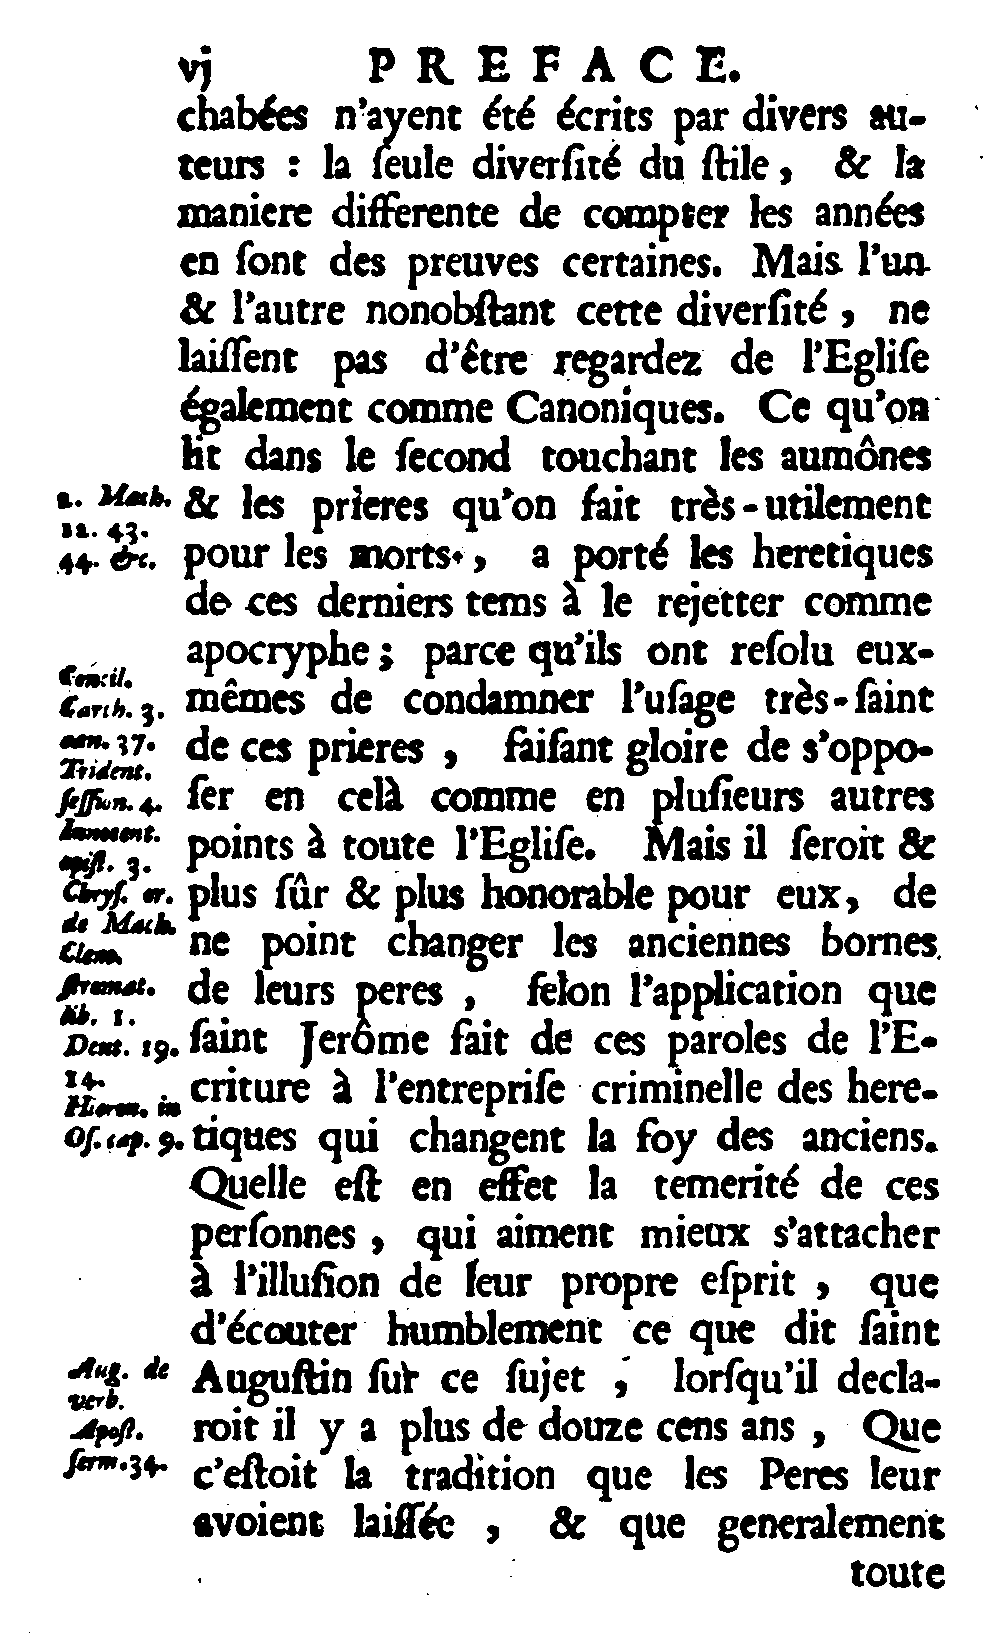 vj PREFACE.
chabées n'ayent été écrits par divers au-
teurs : la ſeule diverſité du ſtile, & la
maniere differente de compter les années
en ſont des preuves certaines. Mais l'un
& l'autre nonobſtant cette diverſité, ne
laiſſent pas d'être regardez de l'Egliſe
également comme Canoniques. Ce qu'on
lit dans le ſecond touchant les aumônes
& les prieres qu'on fait très-utilement
pour les morts, a porté les heretiques
de ces derniers tems à le rejetter comme
apocryphe; parce qu'ils ont reſolu eux-
mêmes de condamner l'uſage très-ſaint
de ces prieres, faiſant gloire de s'oppo-
ſer en celà comme en pluſieurs autres
points à toute l'Egliſe. Mais il ſeroit &
plus ſûr & plus honorable pour eux, de
ne point changer les anciennes bornes
de leurs peres, ſelon l'application que
ſaint Jerôme fait de ces paroles de l'E-
criture à l'entrepriſe criminelle des here-
tiques qui changent la foy des anciens.
Quelle eſt en effet la temerité de ces
perſonnes, qui aiment mieux s'attacher
à l'illuſion de leur propre eſprit, que
d'écouter humblement ce que dit ſaint
Auguſtin ſur ce ſujet, lorſqu'il decla-
roit il y a plus de douze cens ans, Que
c'eſtoit la tradition que les Peres leur
avoient laiſſée, & que generalement
toute
2. Mach.
12. 43.
44. &c.
Concil.
Carth. 3.
can. 37.
Trident.
ſeſſion. 4.
Innocent.
epiſt. 3.
Chryſ. or.
de Mach.
Clem.
ſtromat.
lib. 1.
Deut. 19.
14.
Hieron. in
Oſ. cap. 9.
Aug. de
verb.
Apoſt.
ſerm. 34.